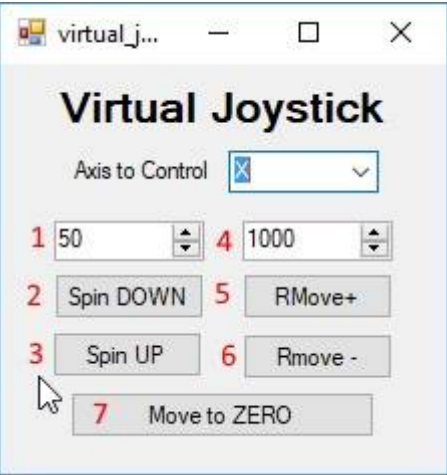 virtual_j...
Virtual Joystick
Axis to Control X
1 50 4 1000
2 Spin DOWN 5 RMove+
3 Spin UP 6 Rmove -
7 Move to ZERO